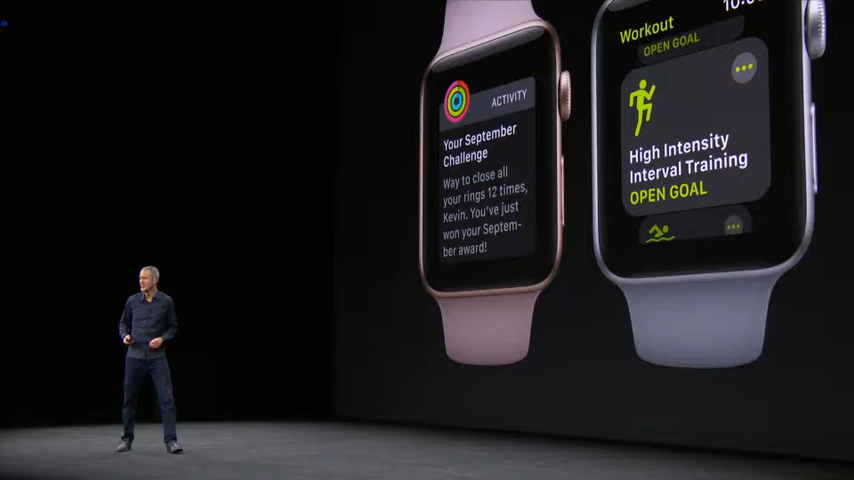 ACTIVITY
Your September
Challenge
Way to close all
your rings 12 times,
Kevin. You've just
won your Septem-
ber award!
Workout
OPEN GOAL
High Intensity
Interval Training
OPEN GOAL